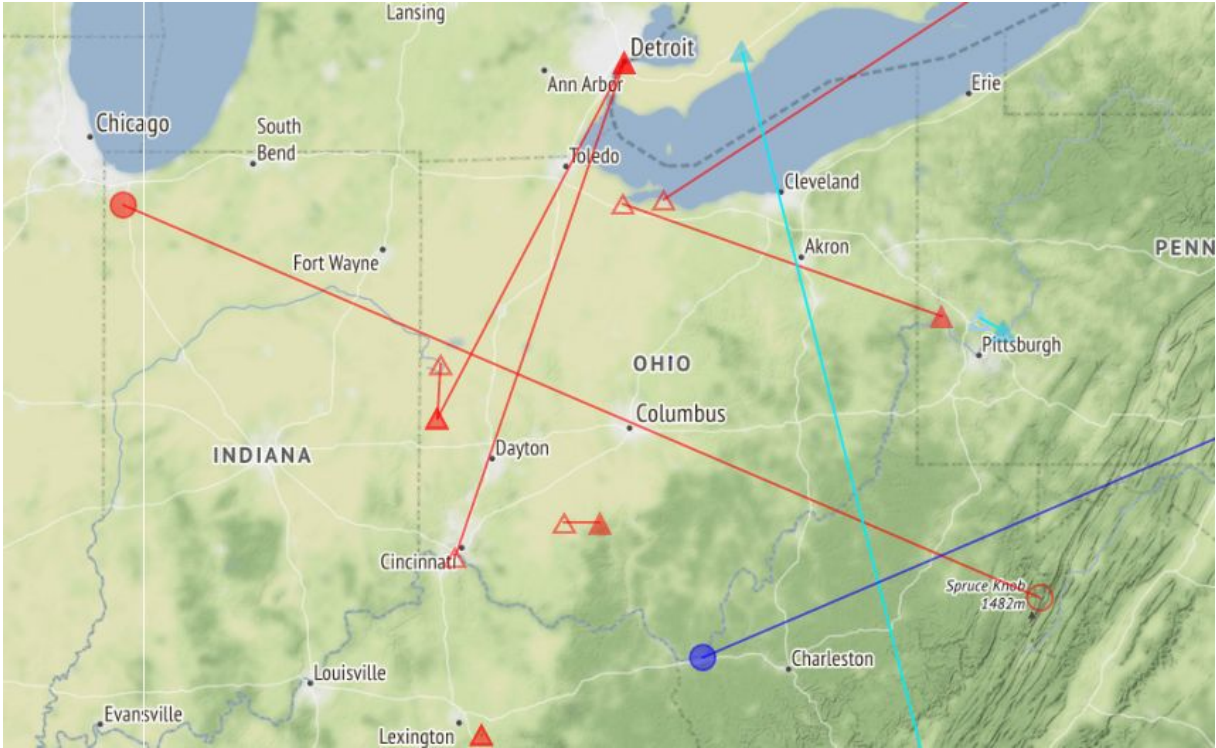 Lansing
Detroit
Ann Arbor
Erie
Chicago
South
Bend
Toledo
Cleveland
Akron
PENN
Fort Wayne
Pittsburgh
OHIO
Columbus
INDIANA
Dayton
Cincinnati
Spruce Knob
1482m
Charleston
Louisville
Evansville
Lexington